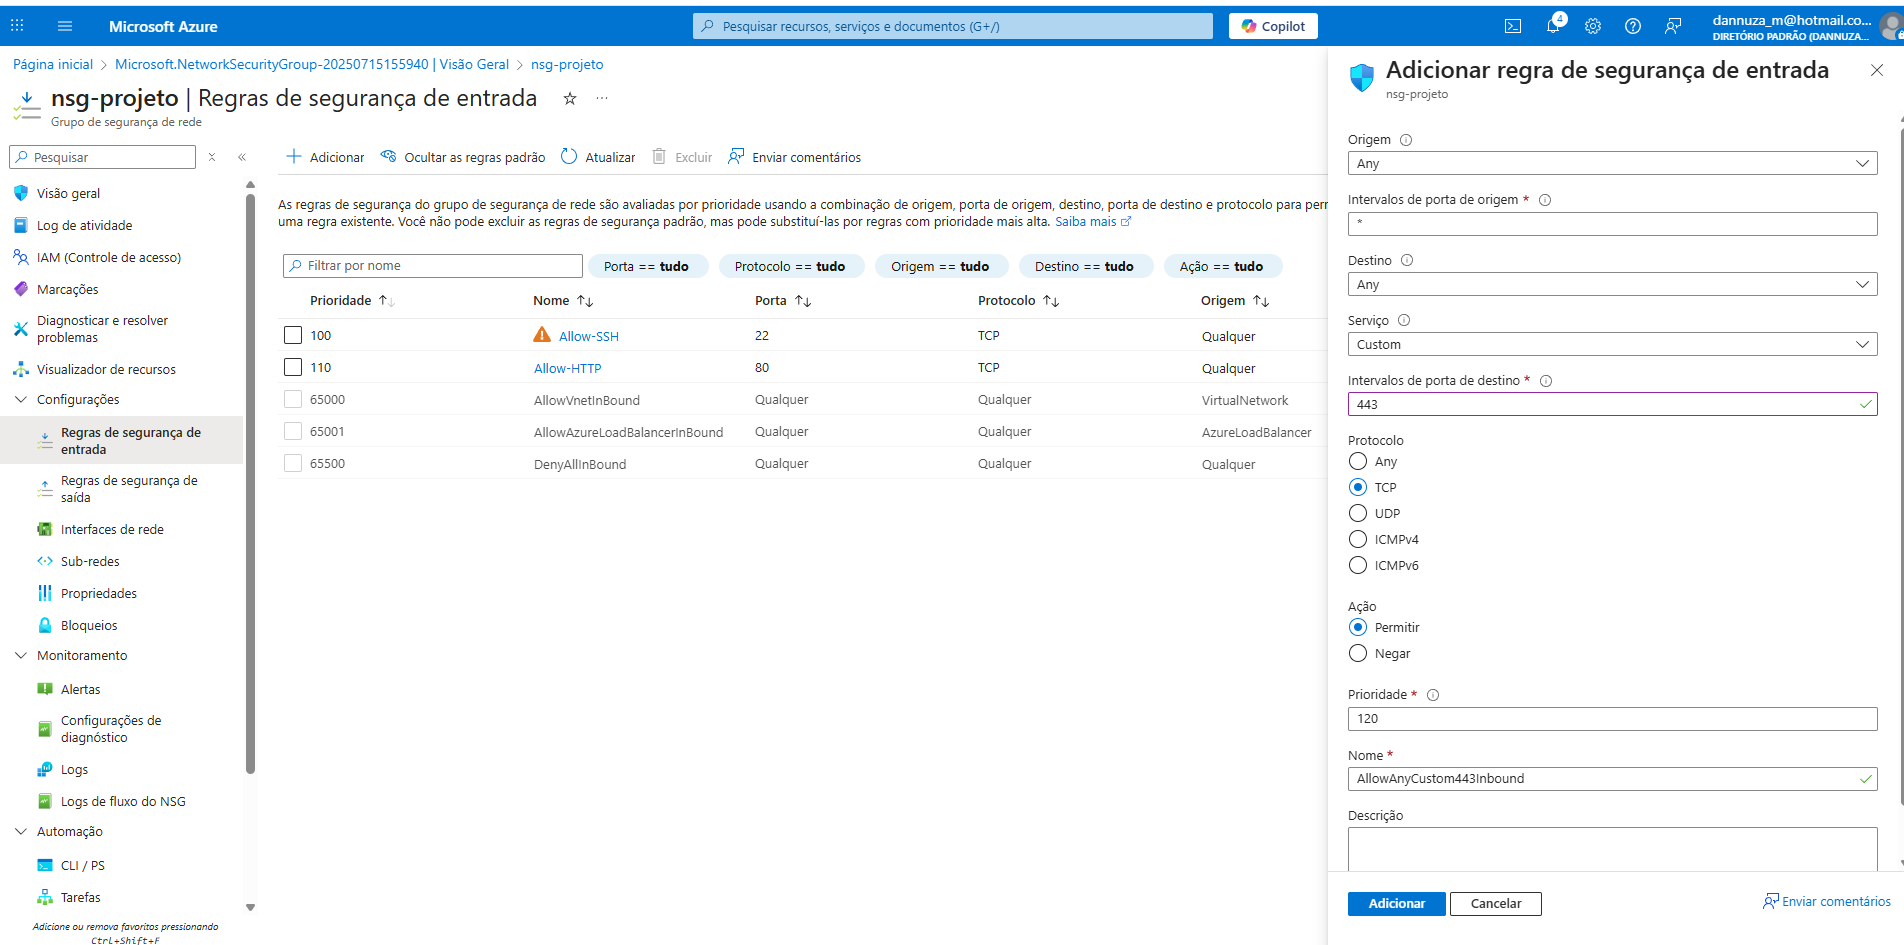 Microsoft Azure
Pesquisar recursos, serviços e documentos (G+/)
Copilot
4
dannuza_m@hotmail.co...
DIRETÓRIO PADRÃO (DANNUZA...
Página inicial > Microsoft.NetworkSecurityGroup-20250715155940 | Visão Geral > nsg-projeto
nsg-projeto | Regras de segurança de entrada
Grupo de segurança de rede
Pesquisar
Visão geral
Log de atividade
IAM (Controle de acesso)
Marcações
Diagnosticar e resolver
problemas
Visualizador de recursos
Configurações
Regras de segurança de
entrada
Regras de segurança de
saída
Interfaces de rede
Sub-redes
Propriedades
Bloqueios
Monitoramento
Alertas
Configurações de
diagnóstico
Logs
Logs de fluxo do NSG
Automação
CLI / PS
Tarefas
Adicione ou remova favoritos pressionando
Ctrl+Shift+F
Adicionar Ocultar as regras padrão Atualizar Excluir Enviar comentários
As regras de segurança do grupo de segurança de rede são avaliadas por prioridade usando a combinação de origem, porta de origem, destino, porta de destino e protocolo para perr
uma regra existente. Você não pode excluir as regras de segurança padrão, mas pode substituí-las por regras com prioridade mais alta. Saiba mais
Filtrar por nome
Porta == tudo Protocolo == tudo Origem == tudo Destino == tudo Ação == tudo
Prioridade Nome Porta Protocolo Origem
100 Allow-SSH 22 TCP Qualquer
110 Allow-HTTP 80 TCP Qualquer
65000 AllowVnetInBound Qualquer Qualquer VirtualNetwork
65001 AllowAzureLoadBalancerInBound Qualquer Qualquer AzureLoadBalancer
65500 DenyAllInBound Qualquer Qualquer Qualquer
Adicionar regra de segurança de entrada
nsg-projeto
Origem
Any
Intervalos de porta de origem *
*
Destino
Any
Serviço
Custom
Intervalos de porta de destino *
443
Protocolo
Any
TCP
UDP
ICMPv4
ICMPv6
Ação
Permitir
Negar
Prioridade *
120
Nome *
AllowAnyCustom443Inbound
Descrição
Adicionar
Cancelar
Enviar comentários